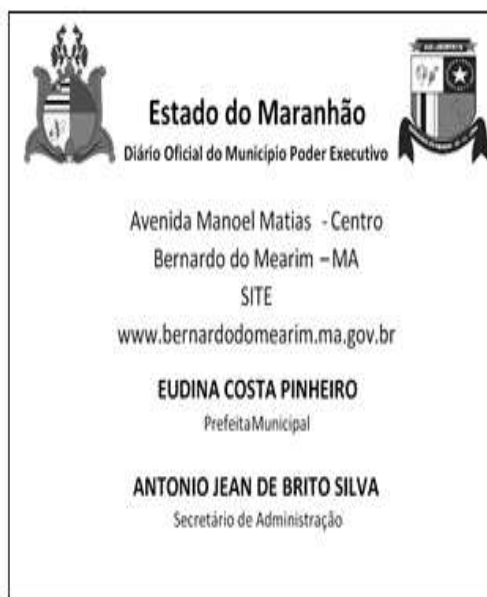 Estado do Maranhão
Diário Oficial do Município Poder Executivo
Avenida Manoel Matias - Centro
Bernardo do Mearim – MA
SITE
www.bernardodomearim.ma.gov.br
EUDINA COSTA PINHEIRO
PrefeitaMunicipal
ANTONIO JEAN DE BRITO SILVA
Secretário de Administração